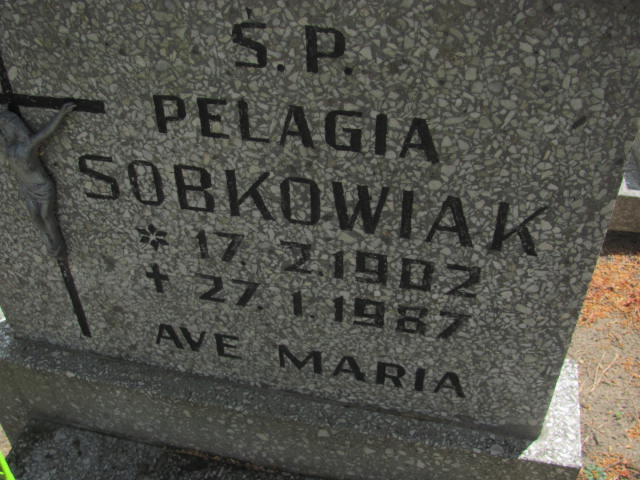 Ś. P.
PELAGIA
SOBKOWIAK
* 17. 2. 1902
+ 27. 1. 1987
AVE MARIA